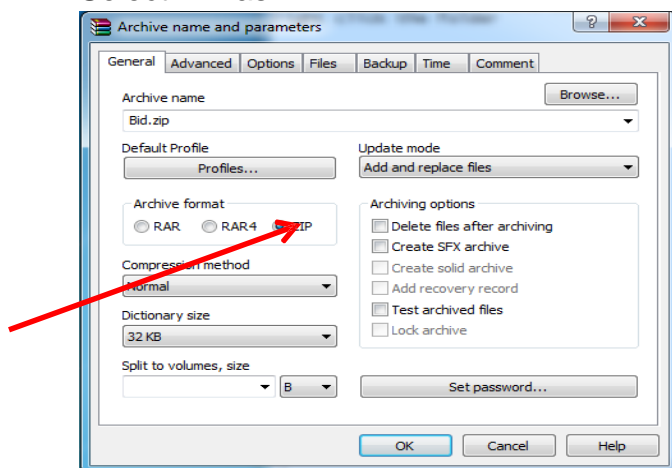 Archive name and parameters
General Advanced Options Files Backup Time Comment
Archive name
Browse...
Bid.zip
Default Profile
Profiles...
Update mode
Add and replace files
Archive format
RAR RAR4 ZIP
Compression method
Normal
Dictionary size
32 KB
Split to volumes, size
B
Archiving options
Delete files after archiving
Create SFX archive
Create solid archive
Add recovery record
Test archived files
Lock archive
Set password...
OK Cancel Help